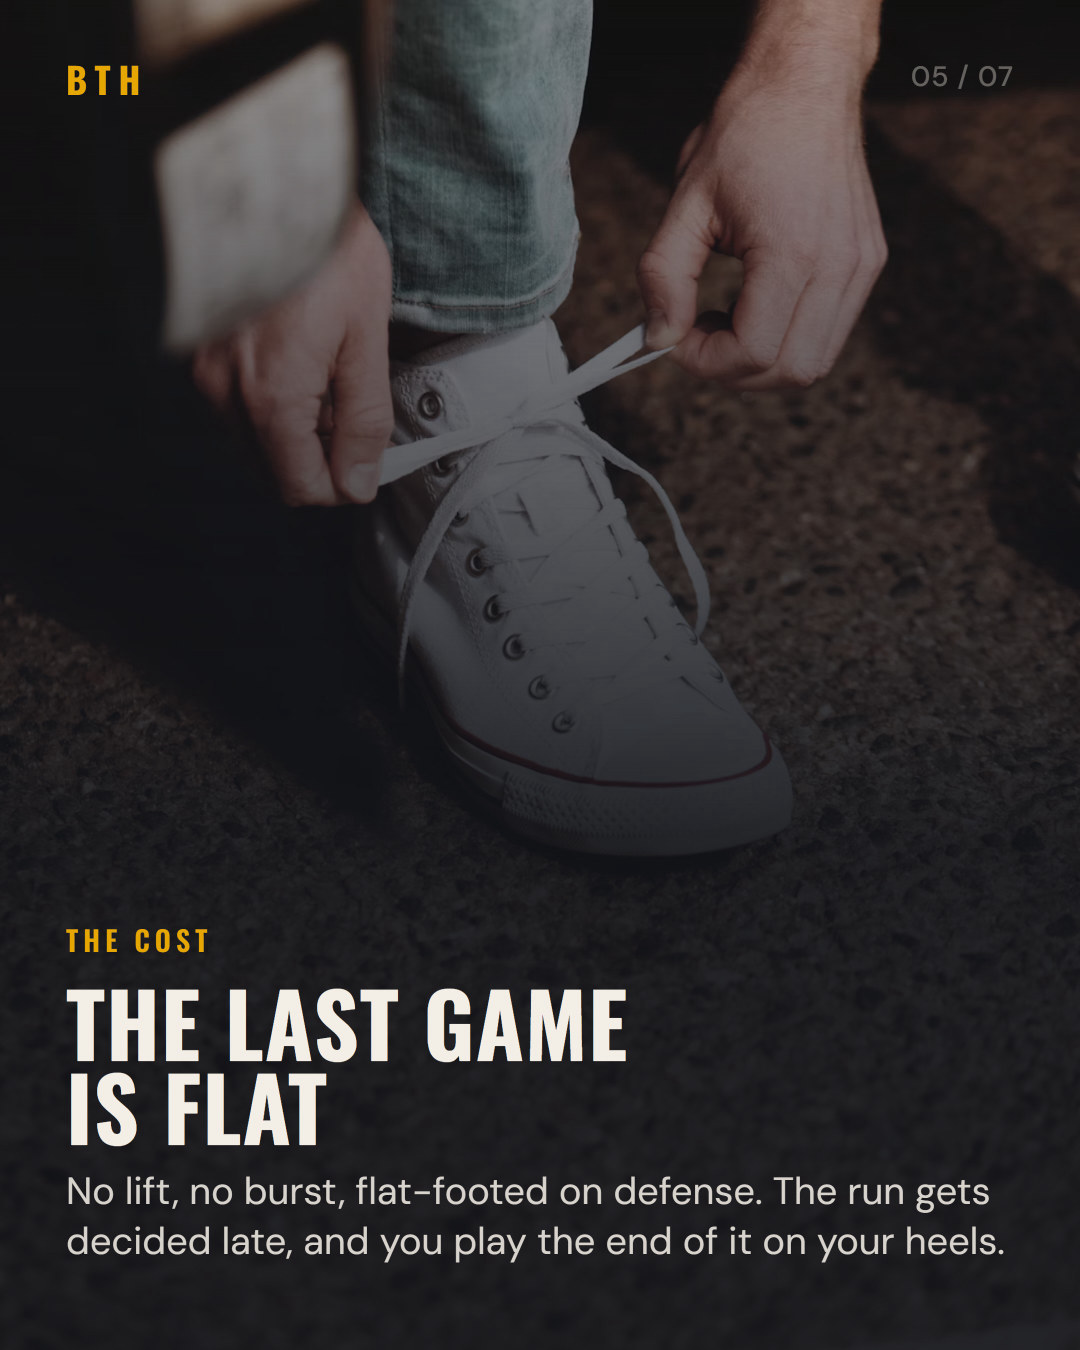 BTH
05 / 07
THE COST
THE LAST GAME
IS FLAT
No lift, no burst, flat-footed on defense. The run gets
decided late, and you play the end of it on your heels.